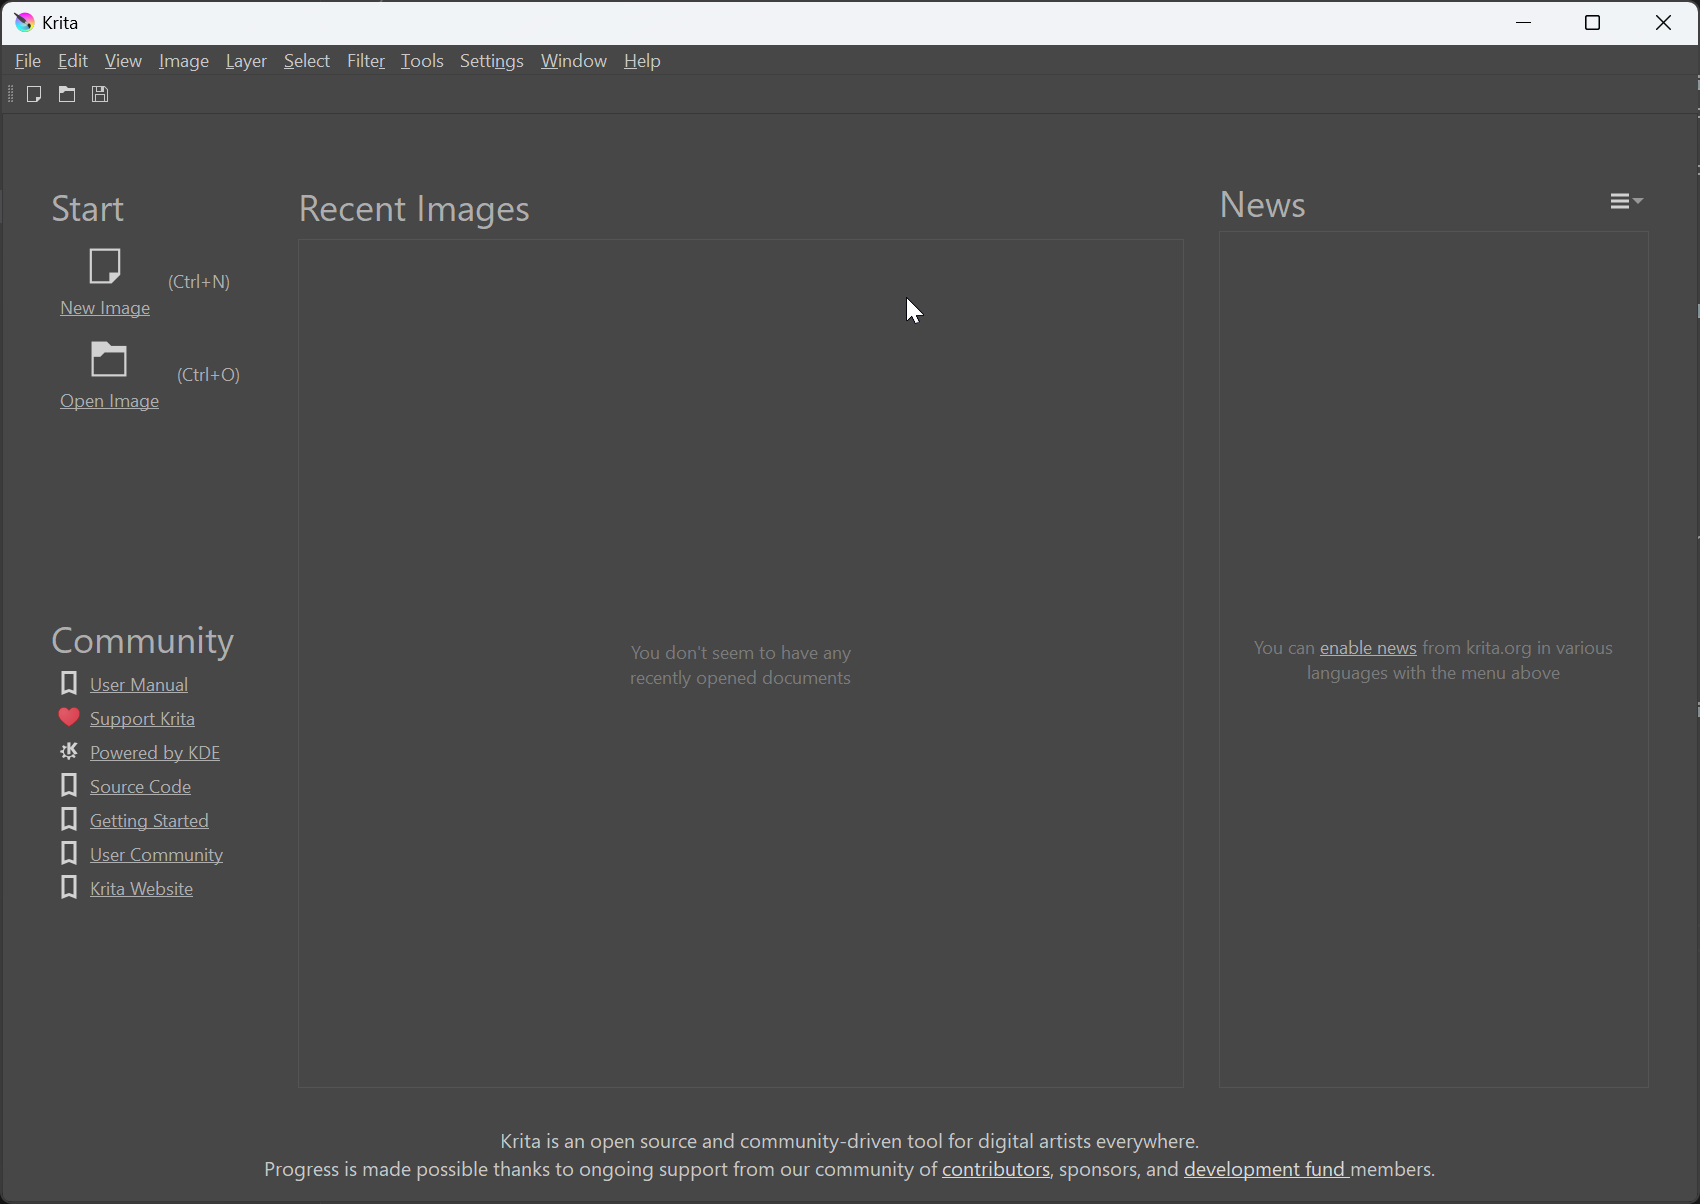 Krita
File Edit View Image Layer Select Filter Tools Settings Window Help
Start
New Image
(Ctrl+N)
Open Image
(Ctrl+O)
Community
User Manual
Support Krita
Powered by KDE
Source Code
Getting Started
User Community
Krita Website
Recent Images
You don't seem to have any
recently opened documents
News
You can enable news from krita.org in various
languages with the menu above
Krita is an open source and community-driven tool for digital artists everywhere.
Progress is made possible thanks to ongoing support from our community of contributors, sponsors, and development fund members.